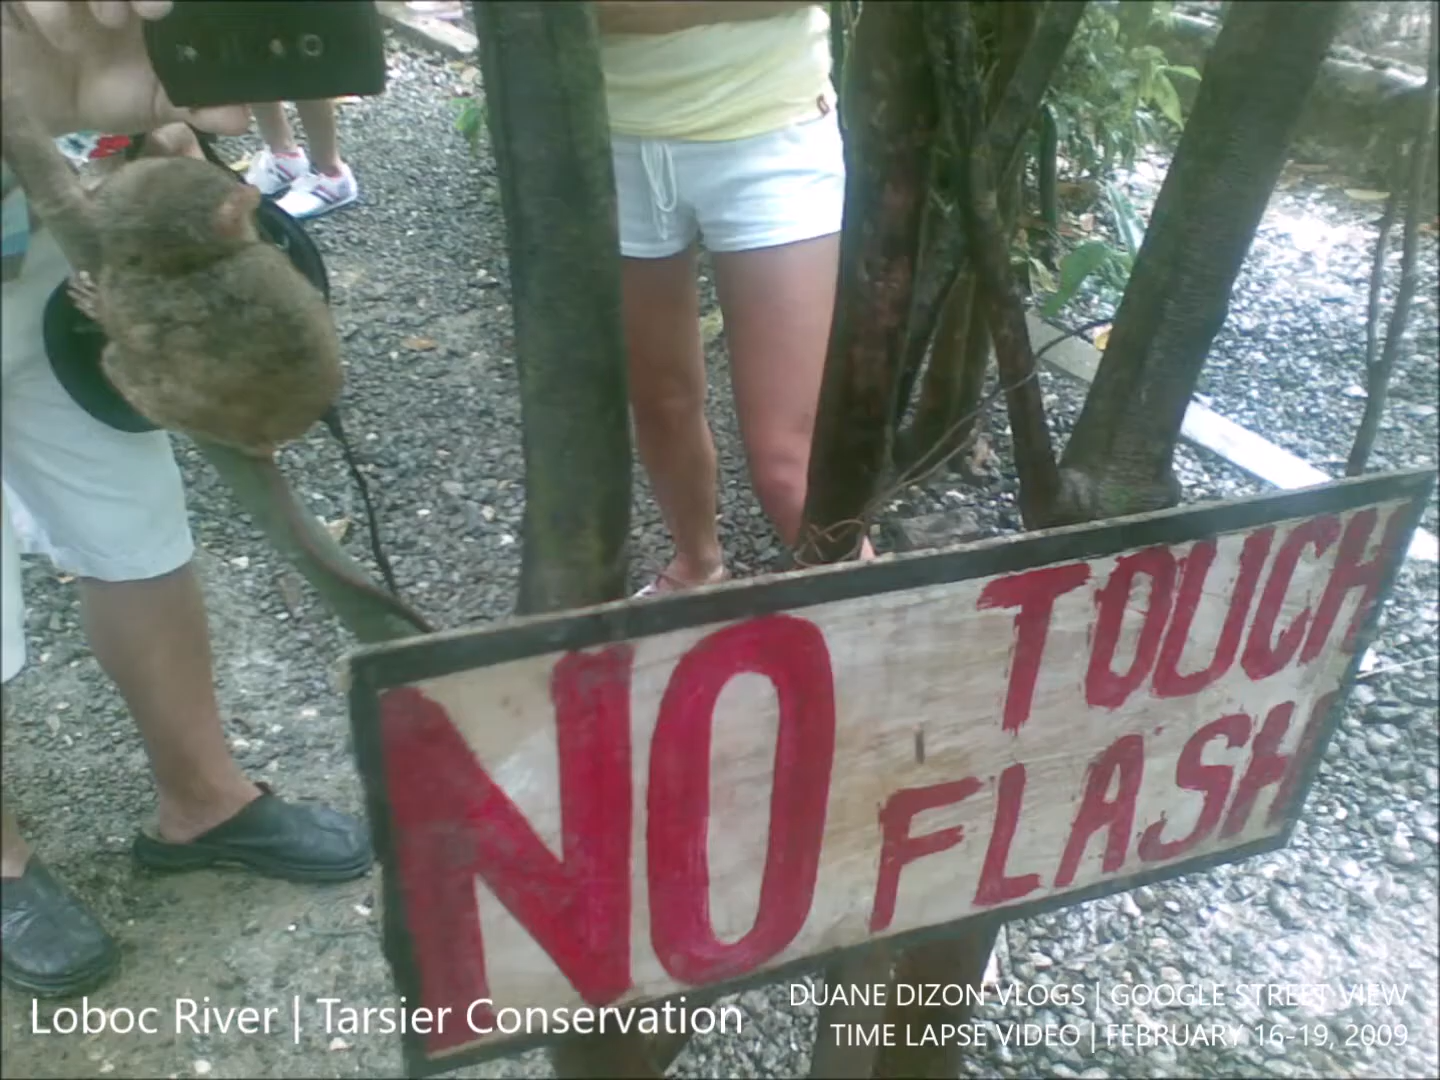 NO TOUCH
FLASH
Loboc River | Tarsier Conservation
DUANE DIZON VLOGS | GOOGLE STREET VIEW
TIME LAPSE VIDEO | FEBRUARY 16-19, 2009